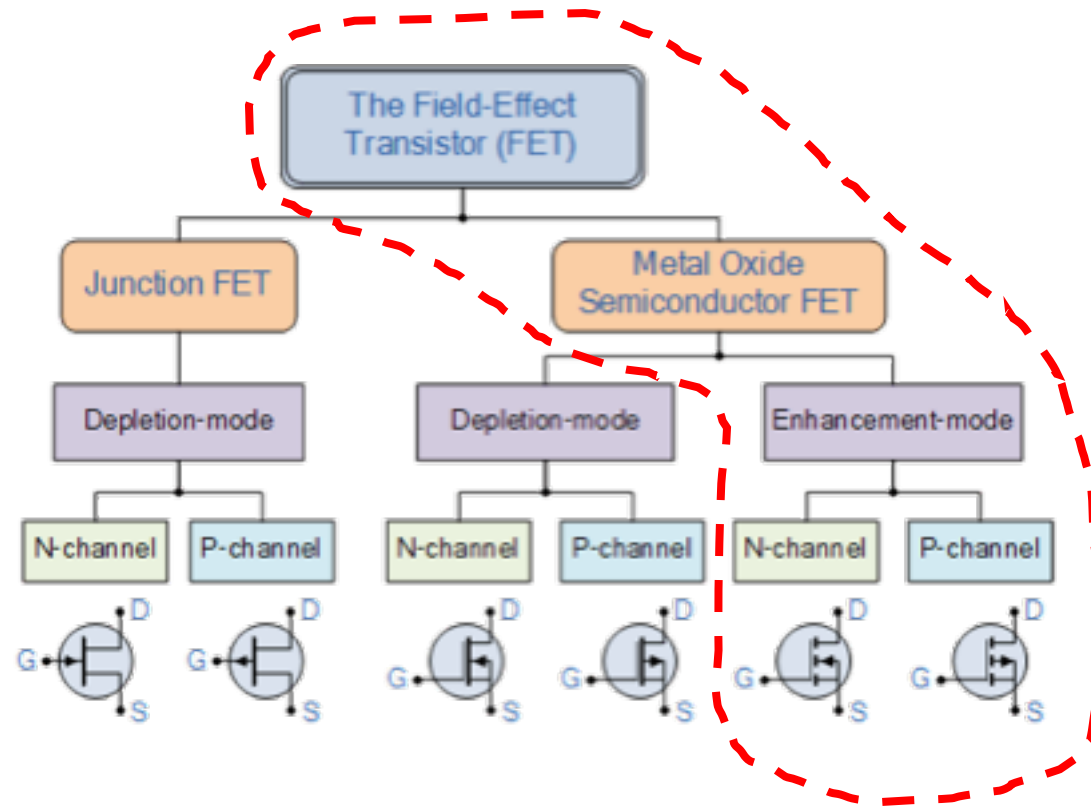 The Field-Effect
Transistor (FET)
Junction FET
Metal Oxide
Semiconductor FET
Depletion-mode
Depletion-mode
Enhancement-mode
N-channel
P-channel
N-channel
P-channel
N-channel
P-channel
D
D
D
D
D
D
G
G
G
G
G
G
S
S
S
S
S
S